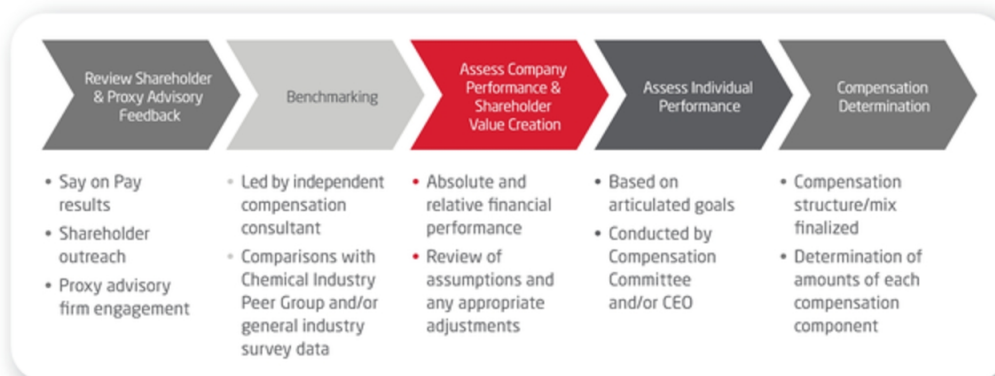 Review Shareholder
& Proxy Advisory
Feedback
Benchmarking
Assess Company
Performance &
Shareholder
Value Creation
Assess Individual
Performance
Compensation
Determination
• Say on Pay
results
• Shareholder
outreach
• Proxy advisory
firm engagement
• Led by independent
compensation
consultant
• Comparisons with
Chemical Industry
Peer Group and/or
general industry
survey data
• Absolute and
relative financial
performance
• Review of
assumptions and
any appropriate
adjustments
• Based on
articulated goals
• Conducted by
Compensation
Committee
and/or CEO
• Compensation
structure/mix
finalized
• Determination of
amounts of each
compensation
component